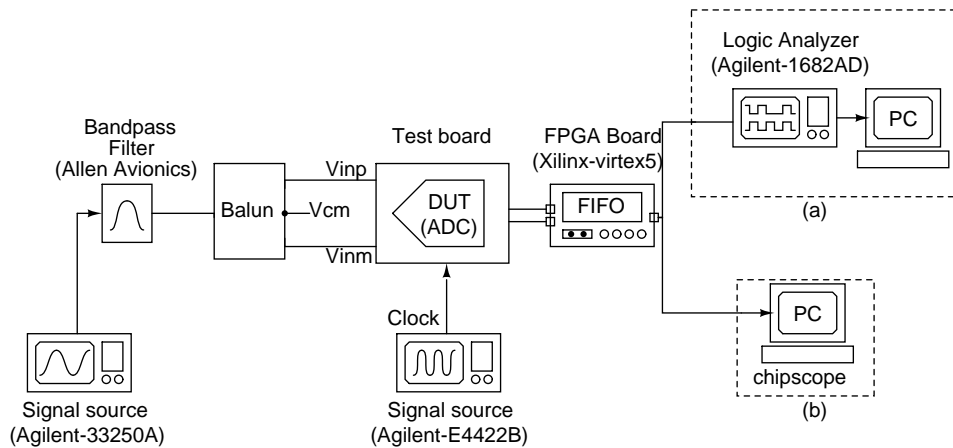 Logic Analyzer
(Agilent-1682AD)
PC
(a)
Bandpass
Filter
(Allen Avionics)
Test board
FPGA Board
(Xilinx-virtex5)
Vinp
Balun
Vcm
DUT
(ADC)
FIFO
Vinm
Clock
PC
chipscope
(b)
Signal source
(Agilent-33250A)
Signal source
(Agilent-E4422B)